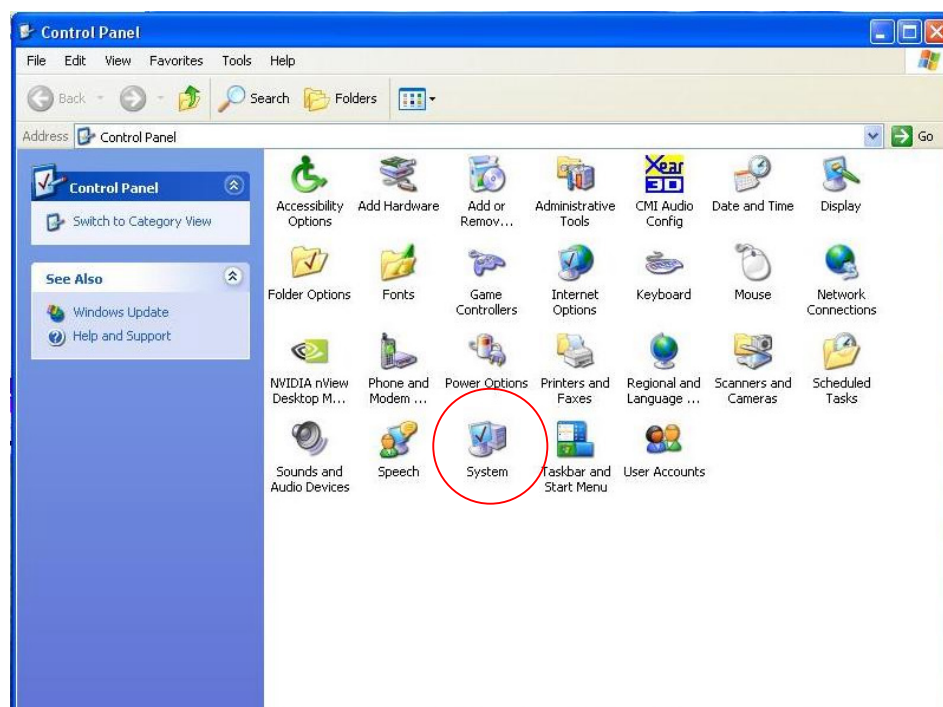 Control Panel
File Edit View Favorites Tools Help
Back Search Folders
Address Control Panel Go
Control Panel
Switch to Category View
See Also
Windows Update
Help and Support
Accessibility Options
Add Hardware
Add or Remov...
Administrative Tools
Xear 3D
CMI Audio Config
Date and Time
Display
Folder Options
Fonts
Game Controllers
Internet Options
Keyboard
Mouse
Network Connections
NVIDIA nView Desktop M...
Phone and Modem ...
Power Options
Printers and Faxes
Regional and Language ...
Scanners and Cameras
Scheduled Tasks
Sounds and Audio Devices
Speech
System
Taskbar and Start Menu
User Accounts